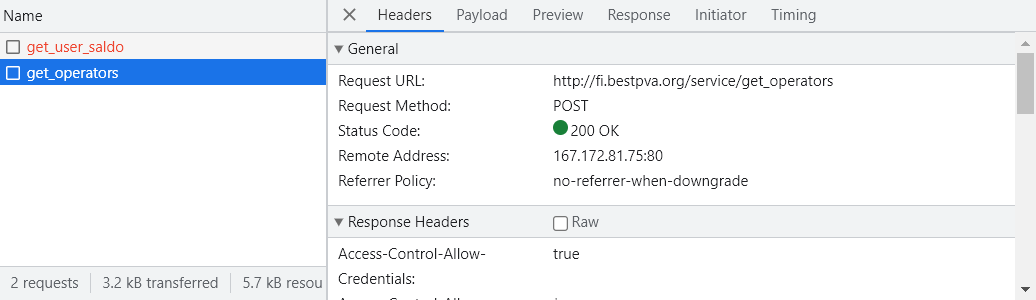 Name
get_user_saldo
get_operators
2 requests 3.2 kB transferred 5.7 kB resou
Headers Payload Preview Response Initiator Timing
General
Request URL: http://fi.bestpva.org/service/get_operators
Request Method: POST
Status Code: 200 OK
Remote Address: 167.172.81.75:80
Referrer Policy: no-referrer-when-downgrade
Response Headers Raw
Access-Control-Allow- true
Credentials: